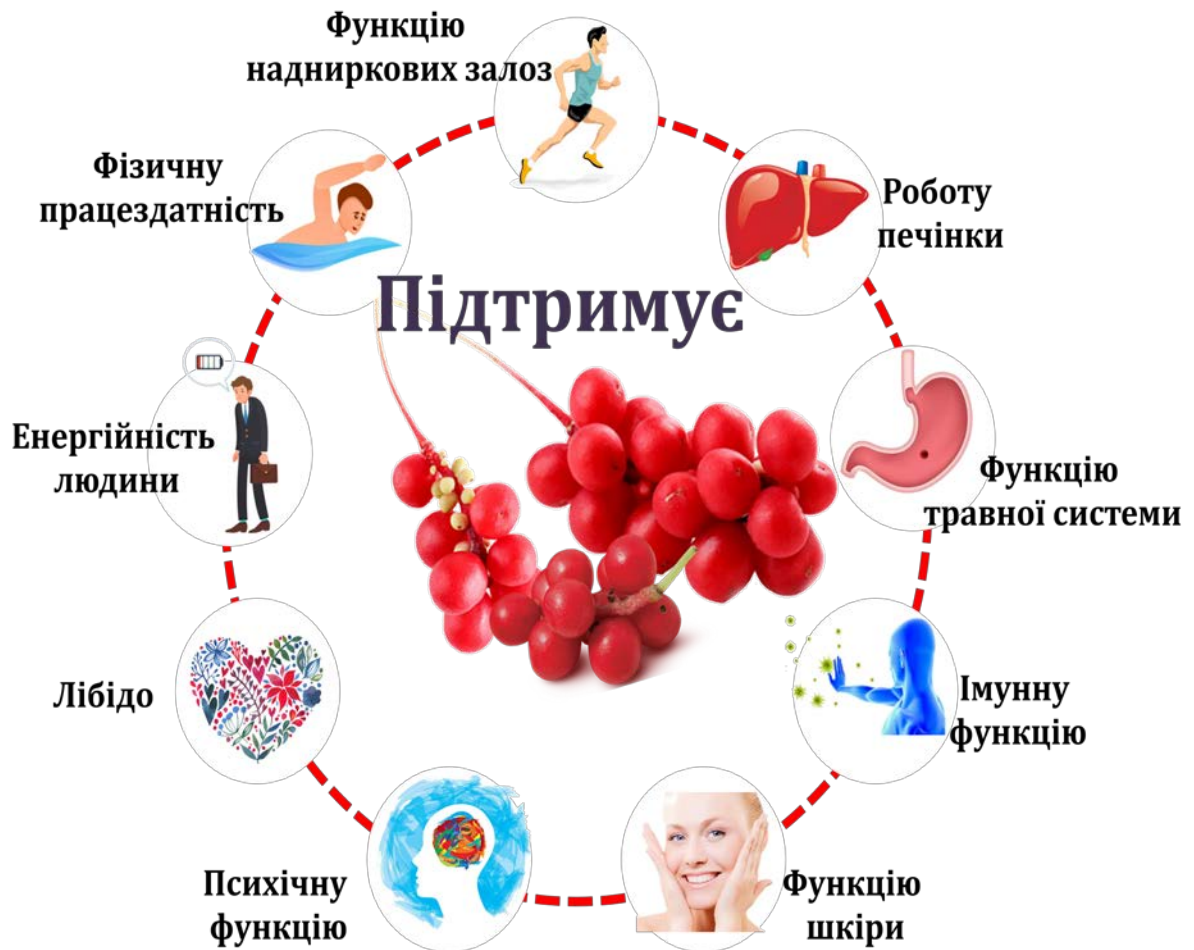 Функцію
надниркових залоз
Роботу
печінки
Функцію
травної системи
Імунну
функцію
Функцію
шкіри
Психічну
функцію
Лібідо
Енергійність
людини
Фізичну
працездатність
Підтримує